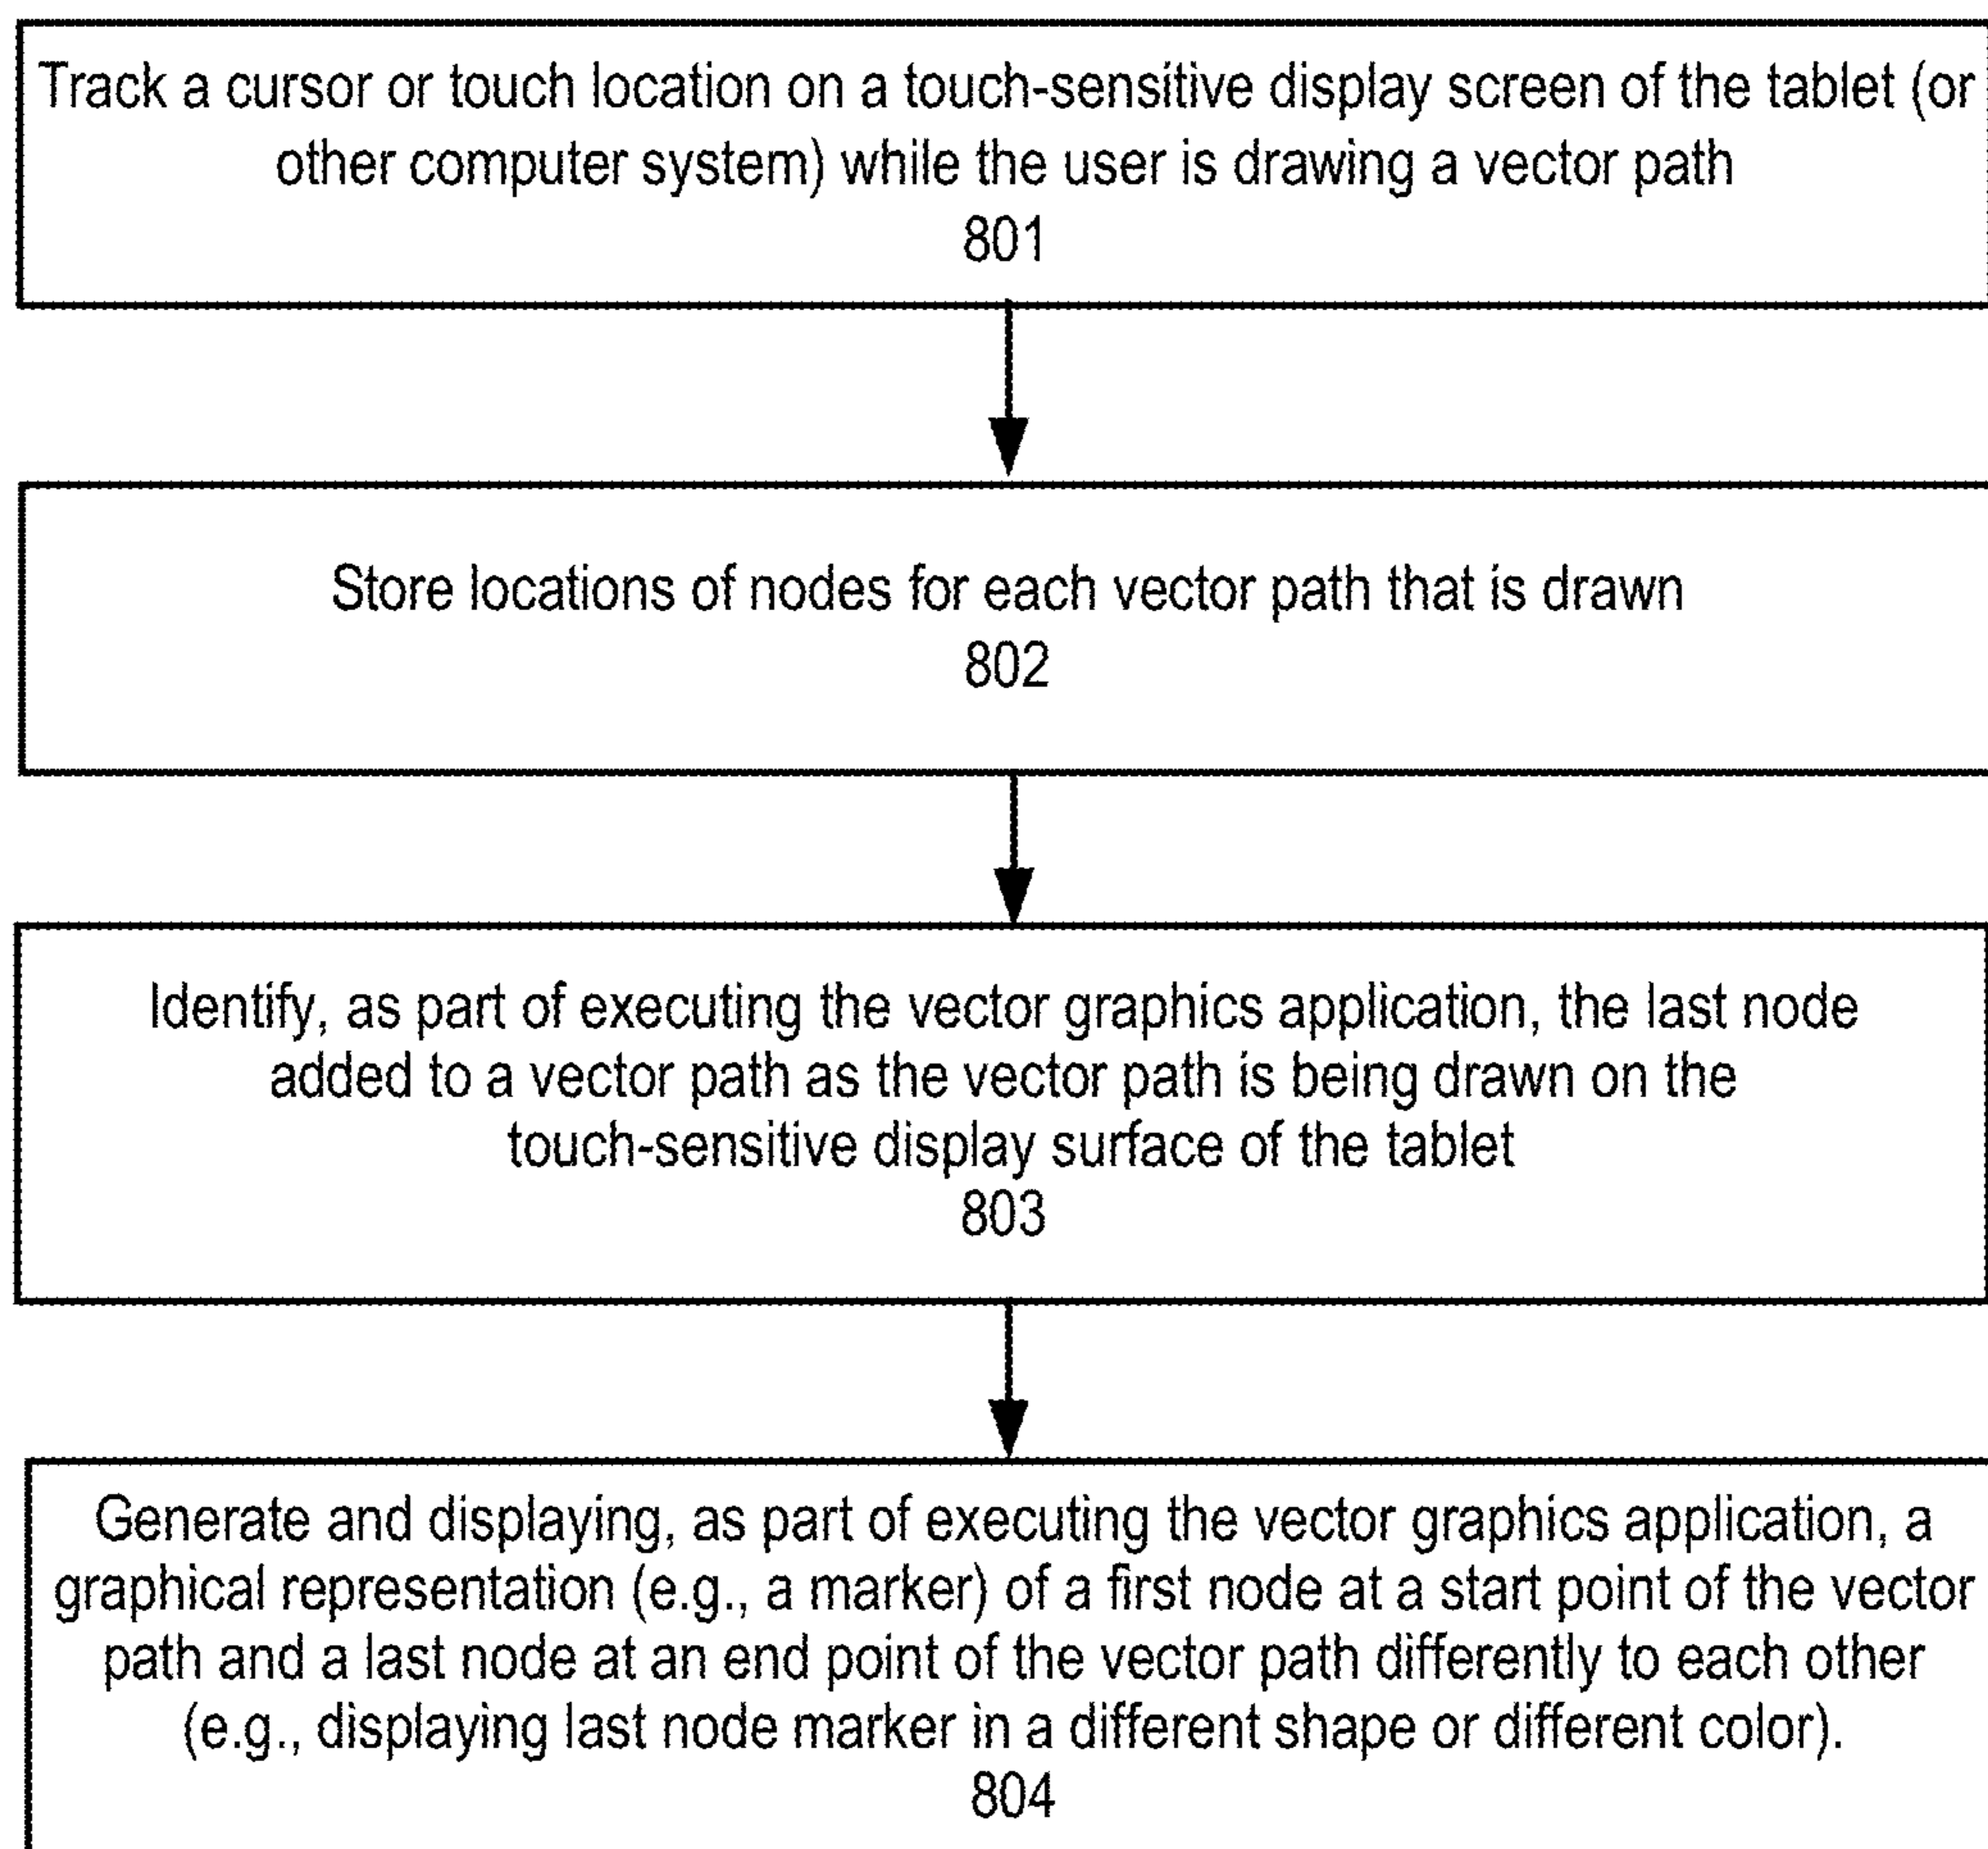 Track a cursor or touch location on a touch-sensitive display screen of the tablet (or
other computer system) while the user is drawing a vector path
801
Store locations of nodes for each vector path that is drawn
802
Identify, as part of executing the vector graphics application, the last node
added to a vector path as the vector path is being drawn on the
touch-sensitive display surface of the tablet
803
Generate and displaying, as part of executing the vector graphics application, a
graphical representation (e.g., a marker) of a first node at a start point of the vector
path and a last node at an end point of the vector path differently to each other
(e.g., displaying last node marker in a different shape or different color).
804